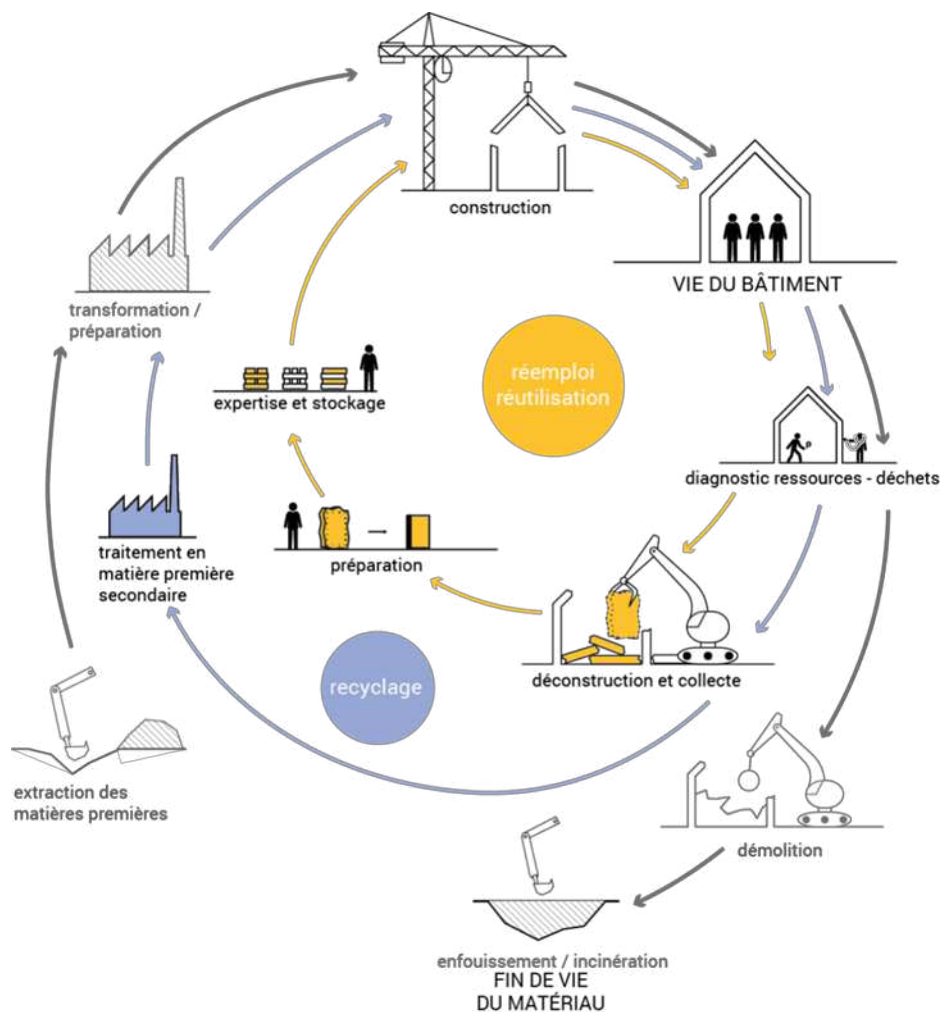 construction
VIE DU BÂTIMENT
transformation /
préparation
réemploi
réutilisation
expertise et stockage
diagnostic ressources - déchets
traitement en
matière première
secondaire
préparation
déconstruction et collecte
recyclage
extraction des
matières premières
démolition
enfouissement / incinération
FIN DE VIE
DU MATÉRIAU